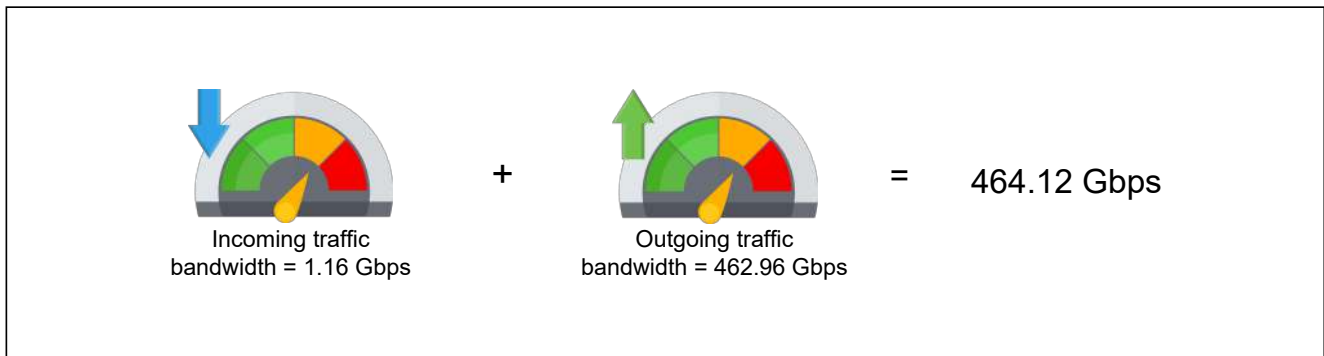 Incoming traffic
bandwidth = 1.16 Gbps
+
Outgoing traffic
bandwidth = 462.96 Gbps
=
464.12 Gbps